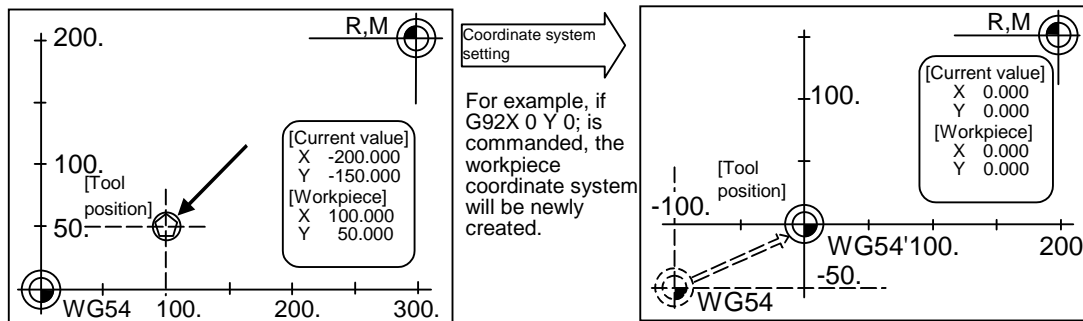 200.
100.
50.
R,M
[Tool
position]
[Current value]
X -200.000
Y -150.000
[Workpiece]
X 100.000
Y 50.000
WG54
100.
200.
300.
Coordinate system
setting
For example, if
G92X 0 Y 0; is
commanded, the
workpiece
coordinate system
will be newly
created.
R,M
100.
[Current value]
X 0.000
Y 0.000
[Workpiece]
X 0.000
Y 0.000
[Tool
position]
-100.
WG54'100.
200
-50.
WG54